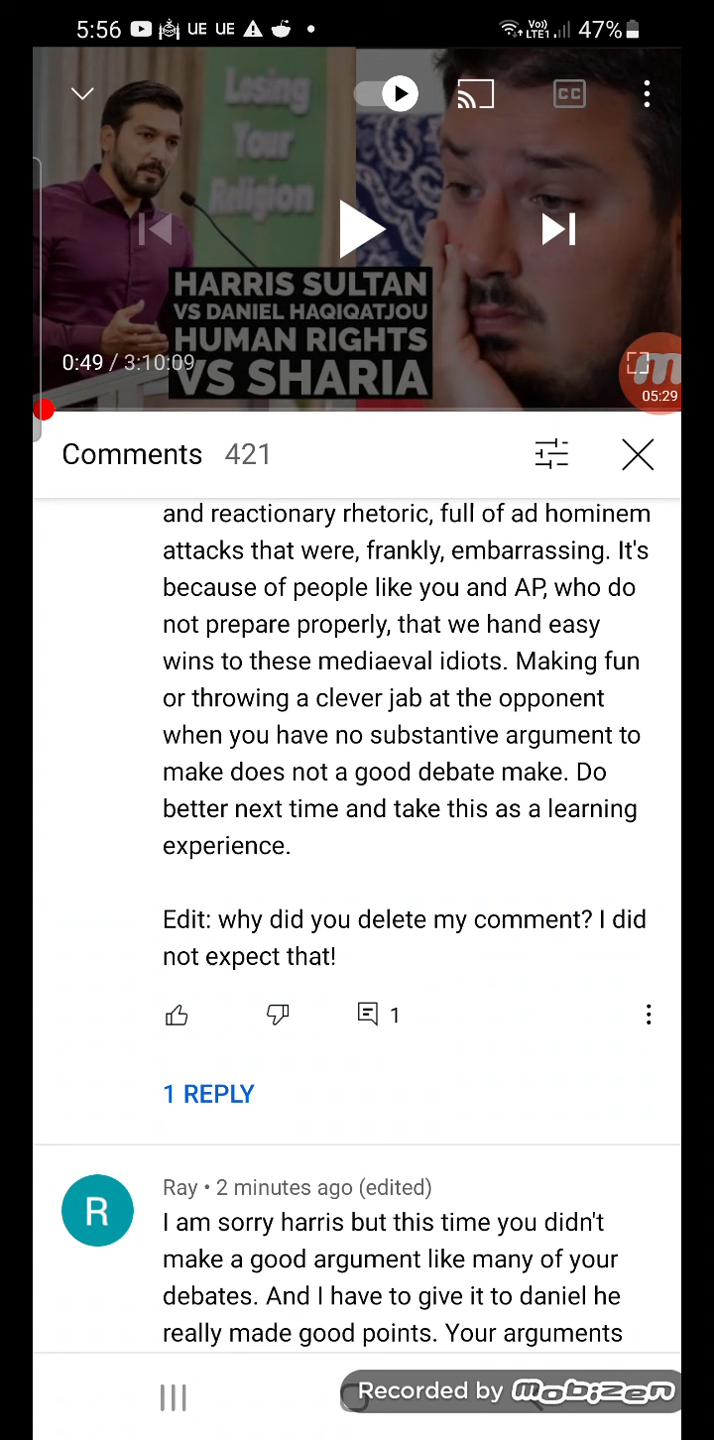 5:56 UE UE Vo)) LTE1 47%
Losing
Your
Religion
CC
HARRIS SULTAN
VS DANIEL HAQIQATJOU
HUMAN RIGHTS
VS SHARIA
0:49 / 3:10:09
m
05:29
Comments 421
and reactionary rhetoric, full of ad hominem
attacks that were, frankly, embarrassing. It's
because of people like you and AP, who do
not prepare properly, that we hand easy
wins to these mediaeval idiots. Making fun
or throwing a clever jab at the opponent
when you have no substantive argument to
make does not a good debate make. Do
better next time and take this as a learning
experience.
Edit: why did you delete my comment? I did
not expect that!
1
1 REPLY
R
Ray • 2 minutes ago (edited)
I am sorry harris but this time you didn't
make a good argument like many of your
debates. And I have to give it to daniel he
really made good points. Your arguments
Recorded by mobizen